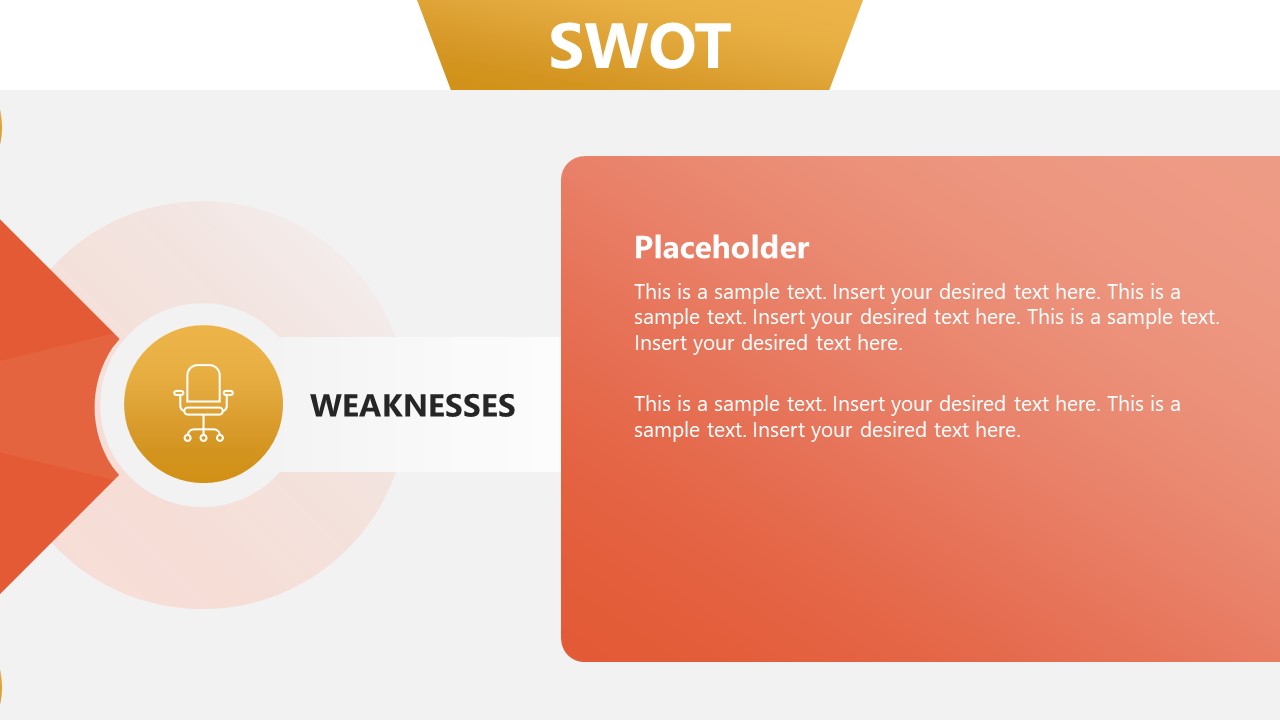 SWOT
WEAKNESSES
Placeholder
This is a sample text. Insert your desired text here. This is a
sample text. Insert your desired text here. This is a sample text.
Insert your desired text here.
This is a sample text. Insert your desired text here. This is a
sample text. Insert your desired text here.